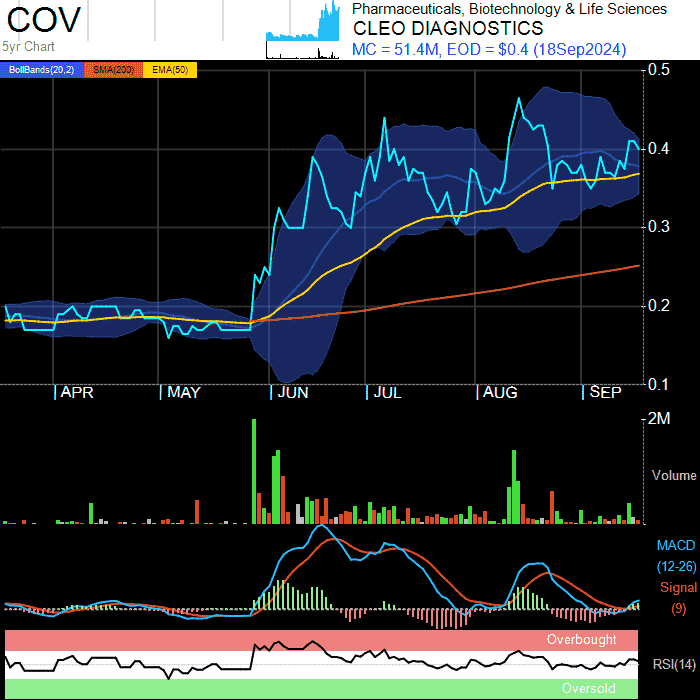 COV
5yr Chart
Pharmaceuticals, Biotechnology & Life Sciences
CLEO DIAGNOSTICS
MC = 51.4M, EOD = $0.4 (18Sep2024)
BollBands(20,2) SMA(200) EMA(50)
0.5
0.4
0.3
0.2
0.1
APR MAY JUN JUL AUG SEP
2M
Volume
MACD
(12-26)
Signal
(9)
Overbought
RSI(14)
Oversold